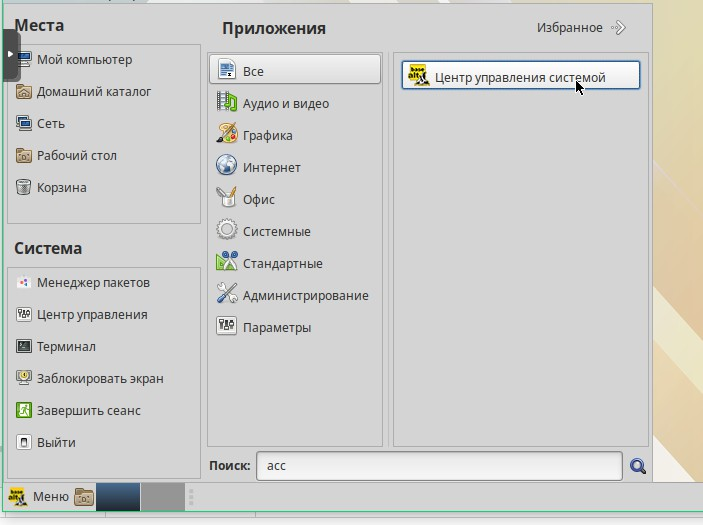 Места
Мой компьютер
Домашний каталог
Сеть
Рабочий стол
Корзина
Система
Менеджер пакетов
Центр управления
Терминал
Заблокировать экран
Завершить сеанс
Выйти
Приложения
Избранное
Все
Аудио и видео
Графика
Интернет
Офис
Системные
Стандартные
Администрирование
Параметры
base
alt
Центр управления системой
Поиск: acc
base
alt
Меню